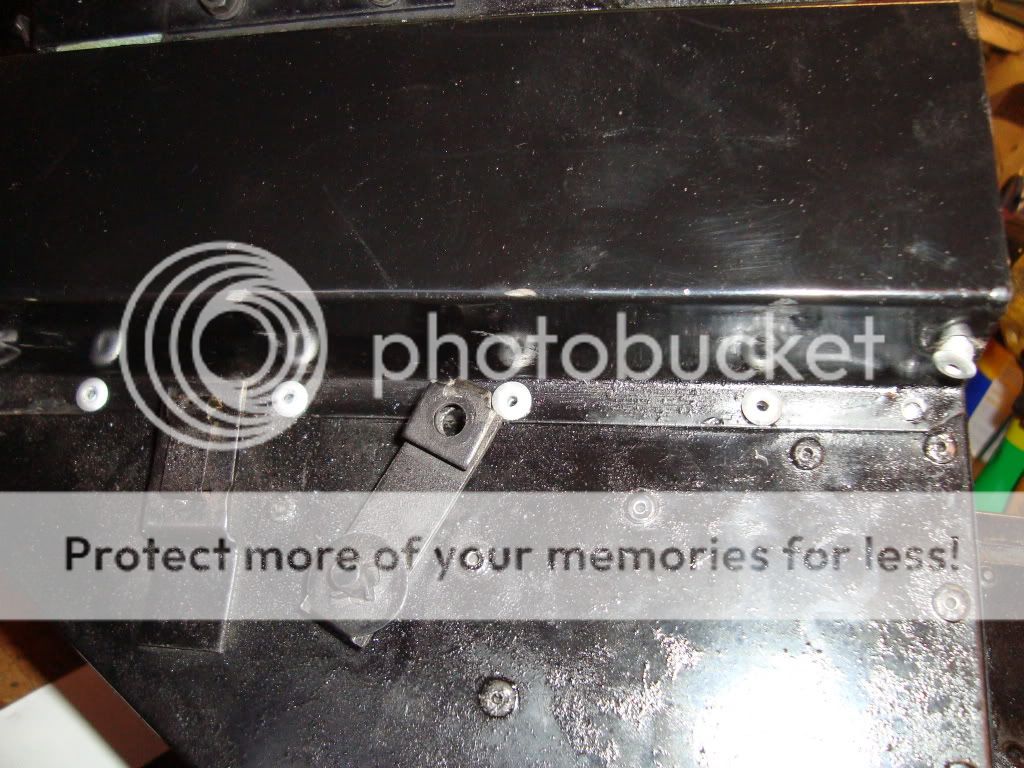 photobucket
Protect more of your memories for less!